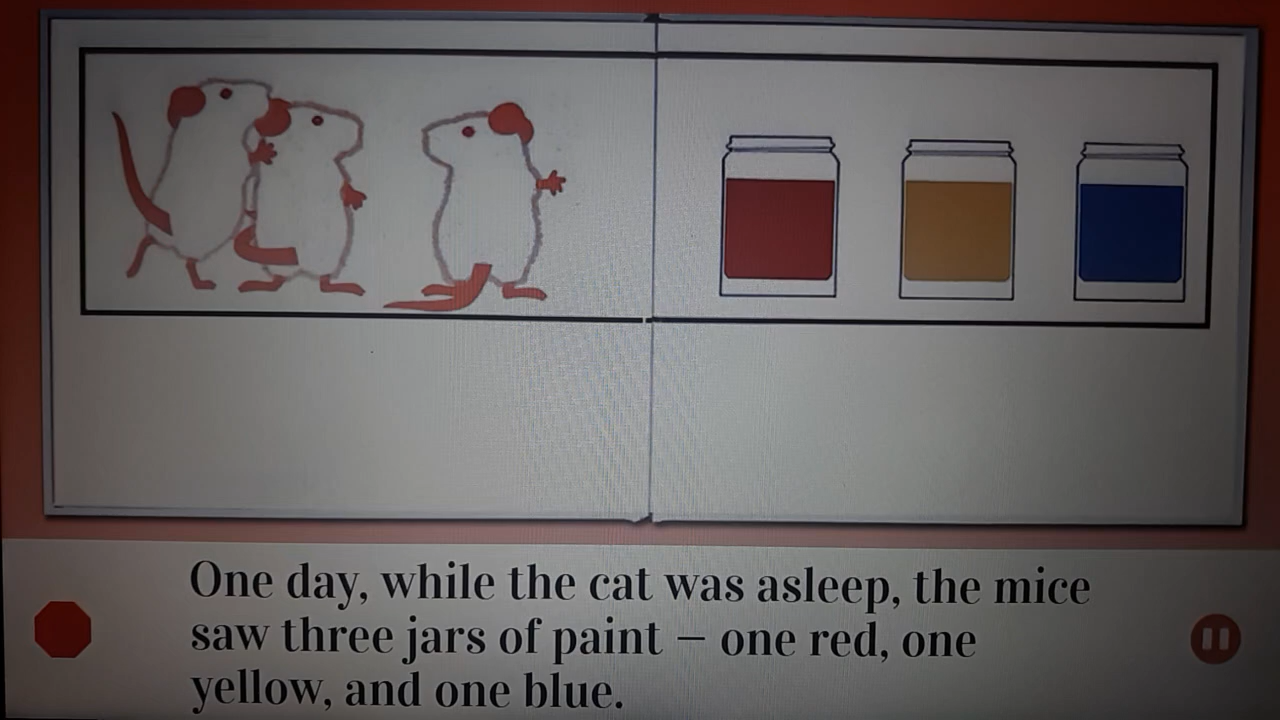 One day, while the cat was asleep, the mice
saw three jars of paint – one red, one
yellow, and one blue.